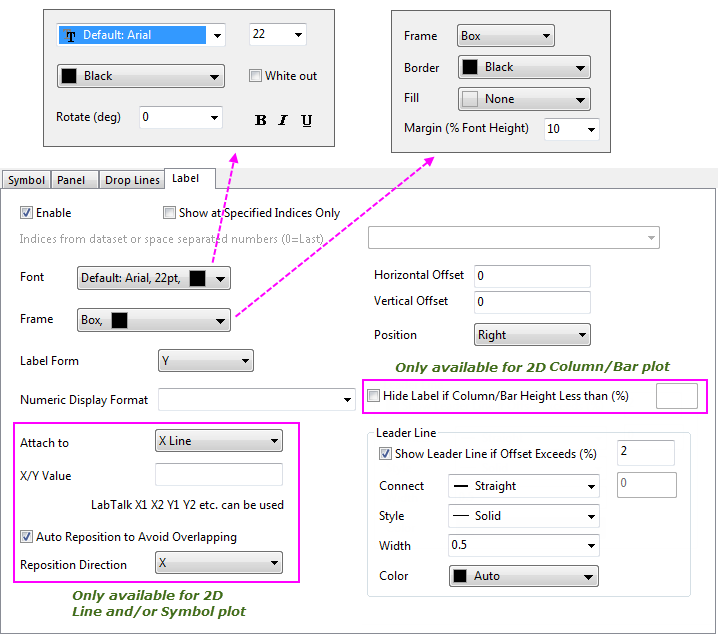 T Default: Arial
22
Black
White out
Rotate (deg)
0
B I U
Frame
Box
Border
Black
Fill
None
Margin (% Font Height)
10
Symbol
Panel
Drop Lines
Label
Enable
Show at Specified Indices Only
Indices from dataset or space separated numbers (0=Last)
Font
Default: Arial, 22pt,
Frame
Box,
Label Form
Y
Numeric Display Format
Horizontal Offset
0
Vertical Offset
0
Position
Right
Only available for 2D Column/Bar plot
Hide Label if Column/Bar Height Less than (%)
Attach to
X Line
X/Y Value
LabTalk X1 X2 Y1 Y2 etc. can be used
Auto Reposition to Avoid Overlapping
Reposition Direction
X
Only available for 2D
Line and/or Symbol plot
Leader Line
Show Leader Line if Offset Exceeds (%)
2
Connect
Straight
0
Style
Solid
Width
0.5
Color
Auto